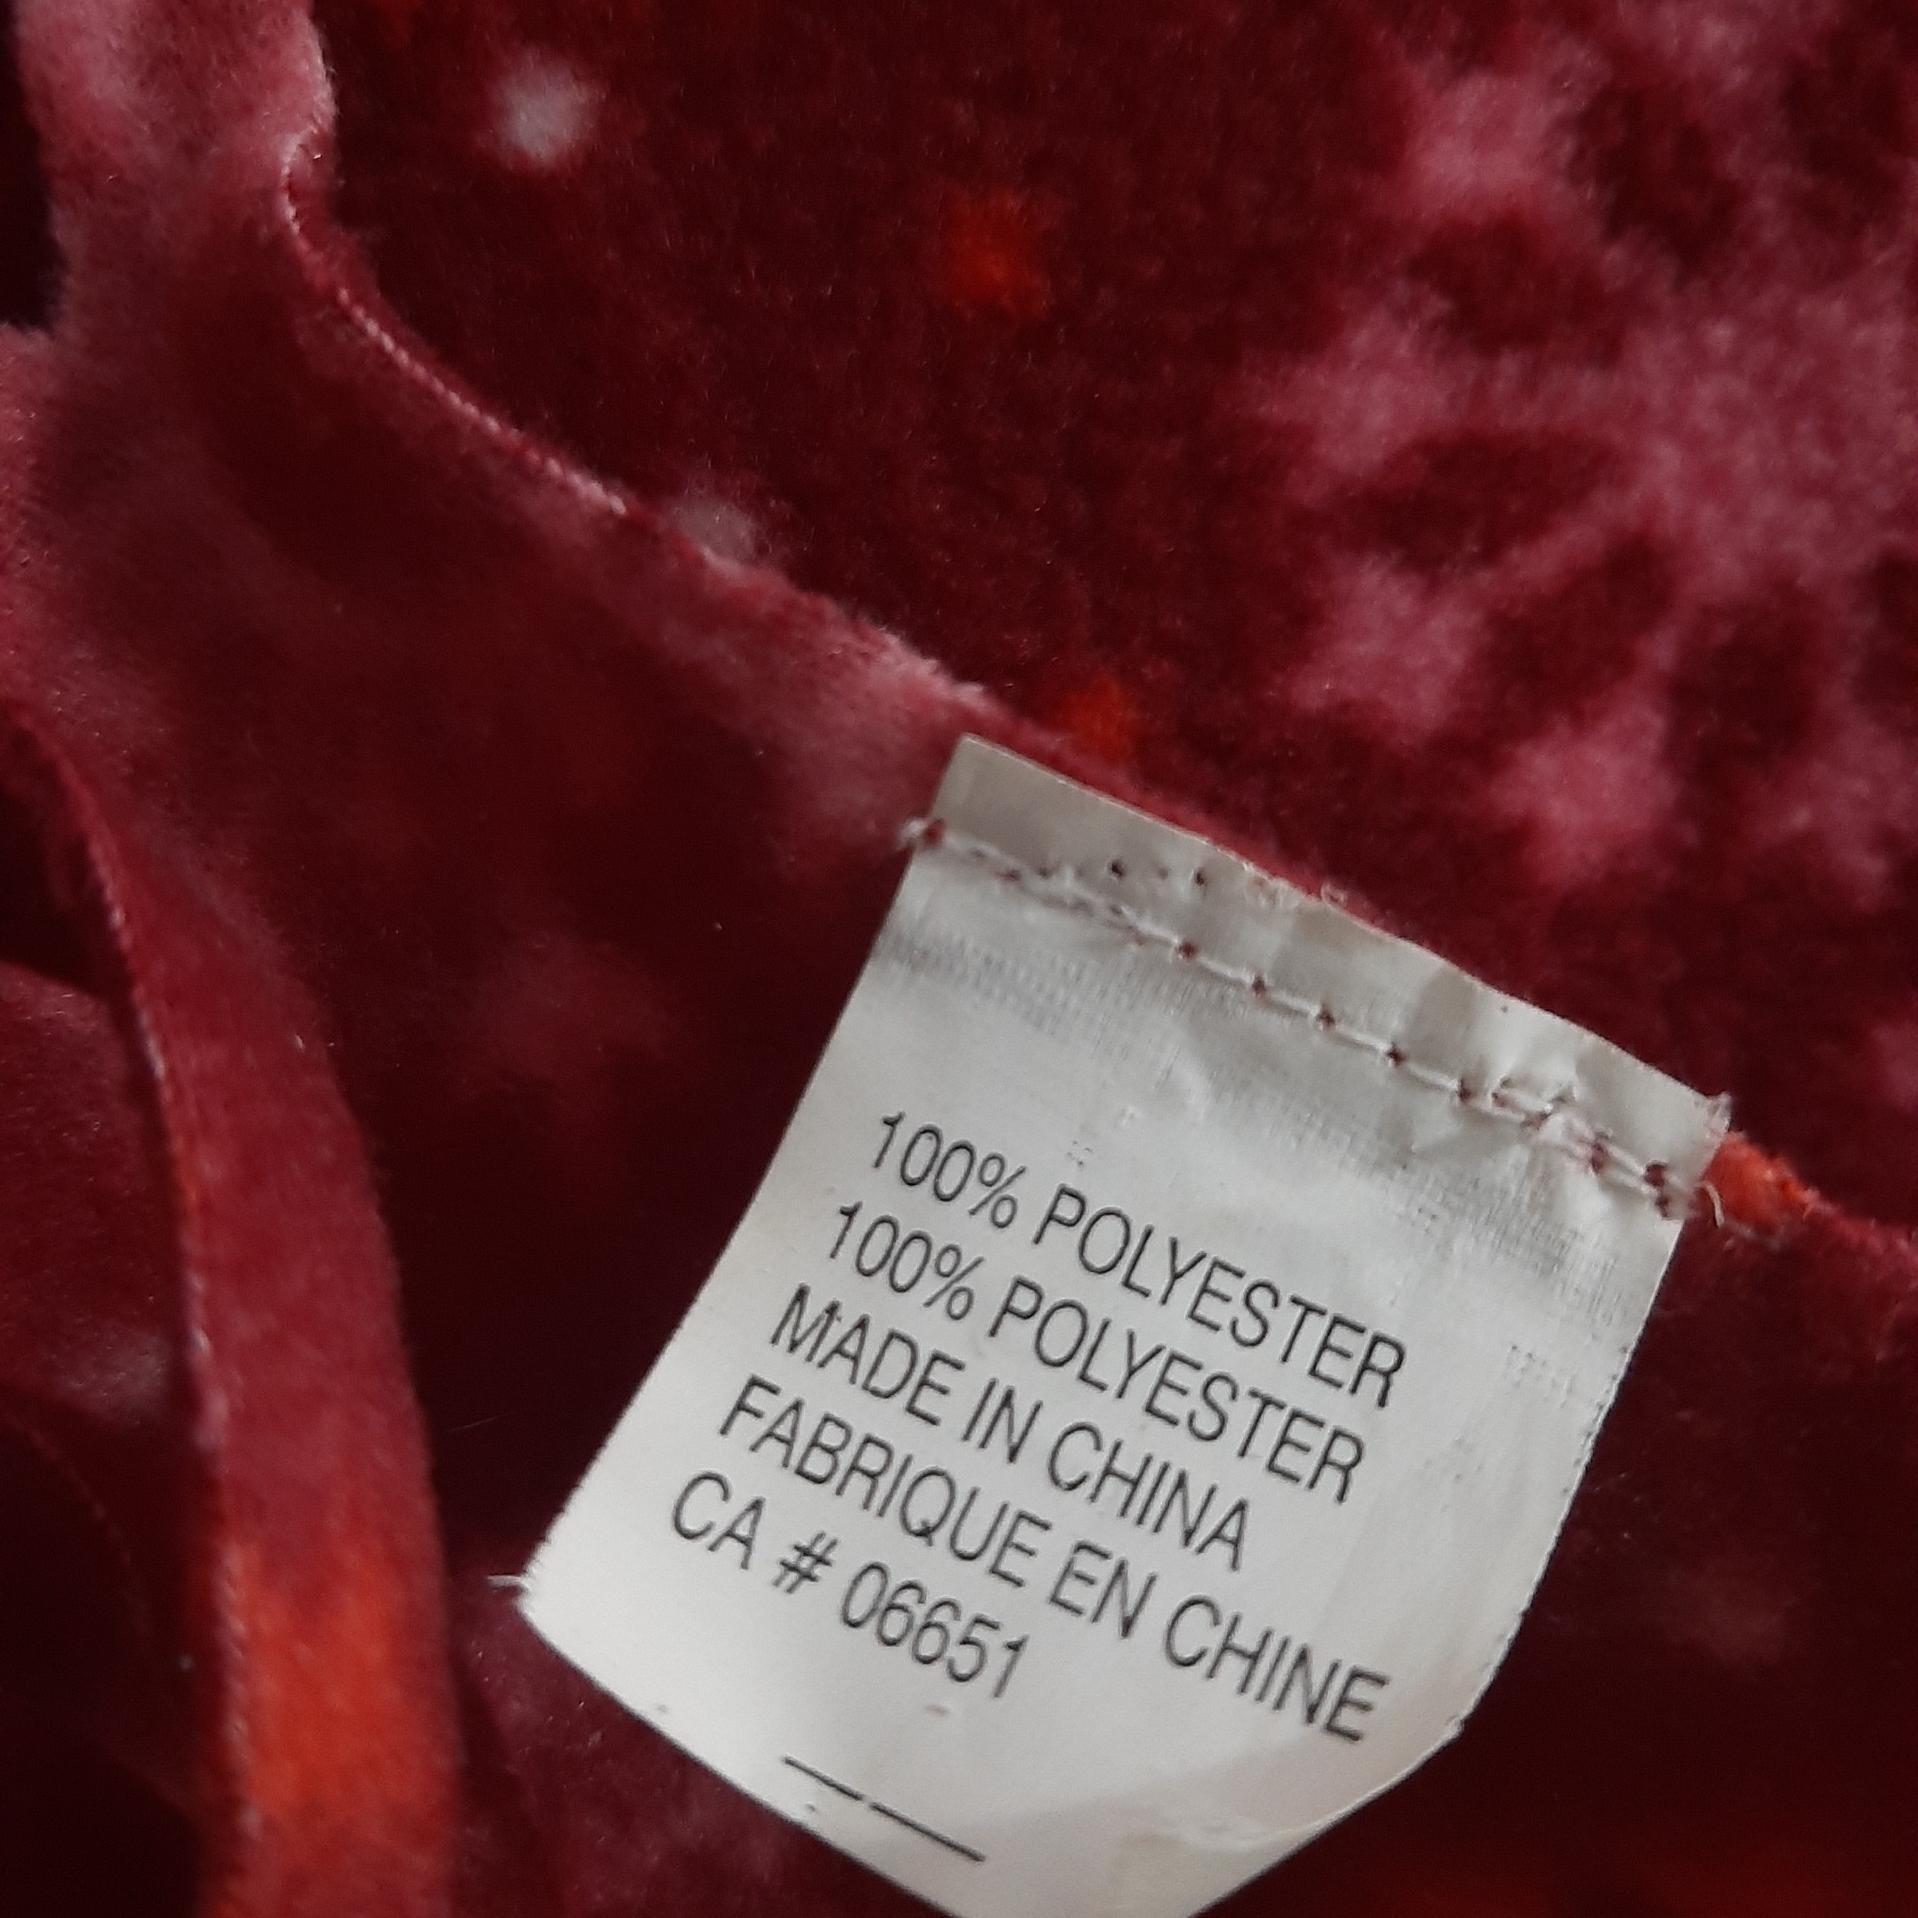 100% POLYESTER
100% POLYESTER
MADE IN CHINA
FABRIQUE EN CHINE
CA # 06651